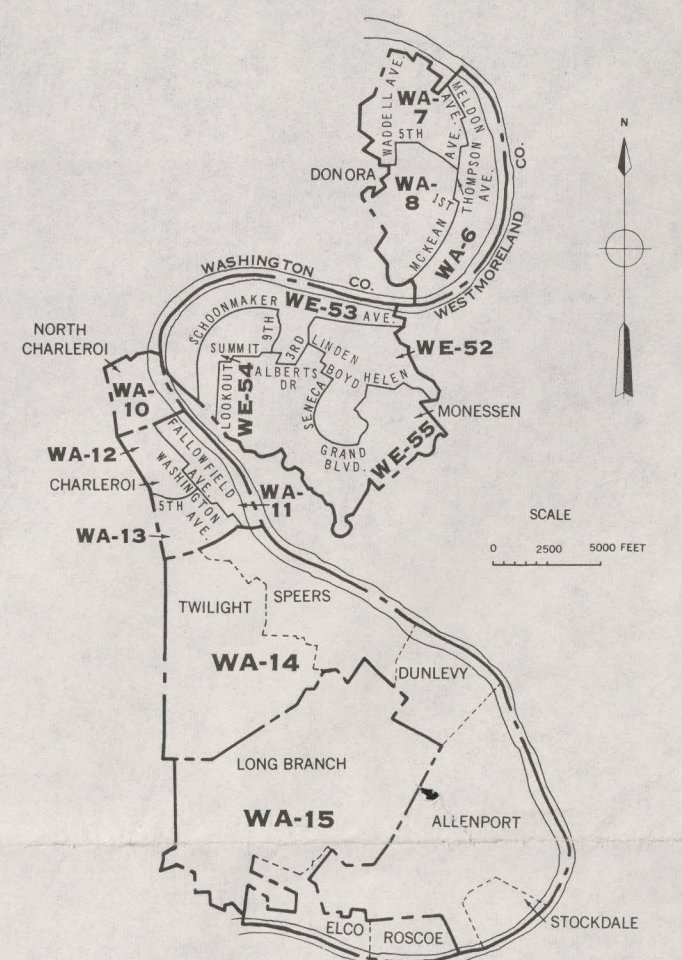 WADDELL AVE.
WA-
7
MELDON
AVE.
5TH
AVE.
THOMPSON
AVE.
CO.
N
DONORA
WA-
8
1ST
MCKEAN
WA-6
WESTMORELAND
WASHINGTON
CO.
NORTH
CHARLEROI
SCHOONMAKER
WE-53
AVE.
9TH
3RD
SUMMIT
LINDEN
WE-52
LOOKOUT
WE-54
ALBERTS
DR
BOYD
HELEN
SENECA
MONESSEN
WA-
10
GRAND
BLVD.
WE-55
WA-12
FALLOWFIELD
AVE.
CHARLEROI
WASHINGTON
AVE.
WA-
11
5TH
WA-13
SCALE
0 2500 5000 FEET
TWILIGHT
SPEERS
WA-14
DUNLEVY
LONG BRANCH
WA-15
ALLENPORT
STOCKDALE
ELCO
ROSCOE